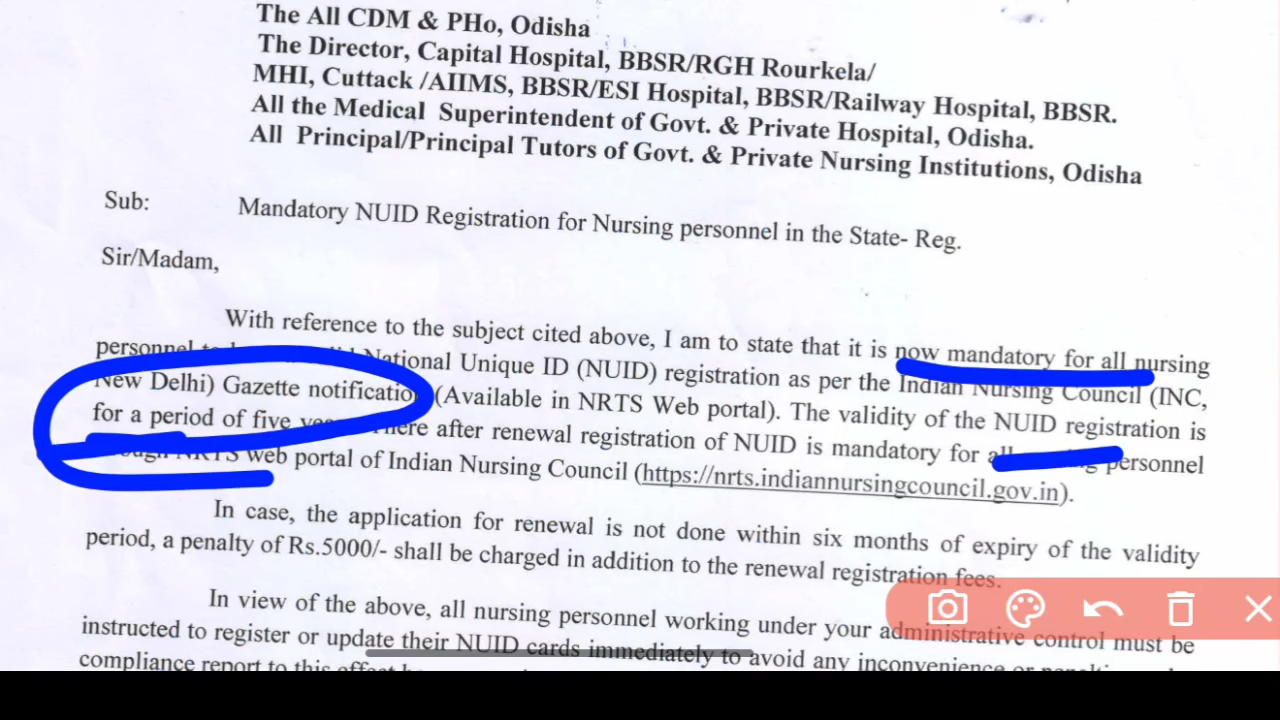 The All CDM & PHo, Odisha
The Director, Capital Hospital, BBSR/RGH Rourkela/
MHI, Cuttack /AIIMS, BBSR/ESI Hospital, BBSR/Railway Hospital, BBSR.
All the Medical Superintendent of Govt. & Private Hospital, Odisha.
All Principal/Principal Tutors of Govt. & Private Nursing Institutions, Odisha
Sub: Mandatory NUID Registration for Nursing personnel in the State- Reg.
Sir/Madam,
With reference to the subject cited above, I am to state that it is now mandatory for all nursing
personnel National Unique ID (NUID) registration as per the Indian Nursing Council (INC,
New Delhi) Gazette notification (Available in NRTS Web portal). The validity of the NUID registration is
for a period of five after renewal registration of NUID is mandatory for personnel
NRTS web portal of Indian Nursing Council (https://nrts.indiannursingcouncil.gov.in).
In case, the application for renewal is not done within six months of expiry of the validity
period, a penalty of Rs.5000/- shall be charged in addition to the renewal registration fees.
In view of the above, all nursing personnel working under your administrative control must be
instructed to register or update their NUID cards immediately to avoid any inconvenience or
compliance report to this